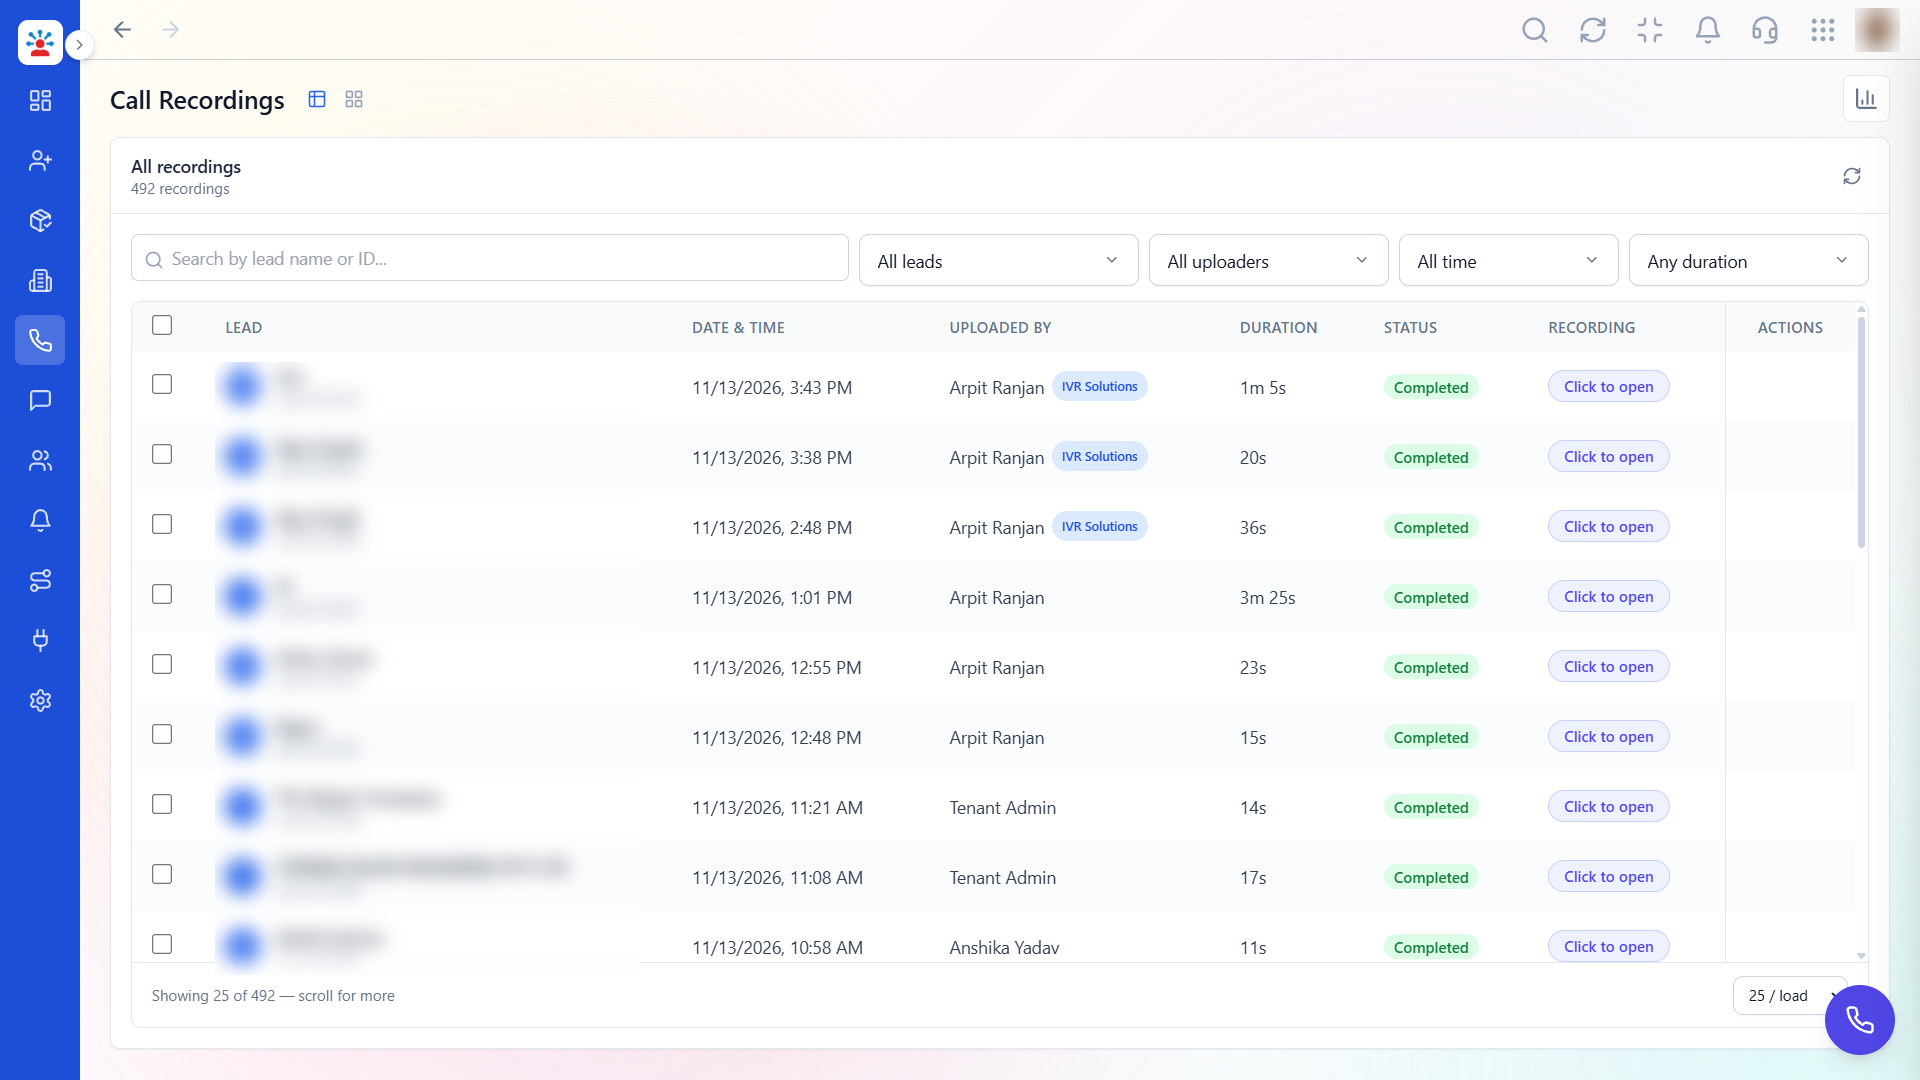 Call Recordings
All recordings
492 recordings
Search by lead name or ID...
All leads
All uploaders
All time
Any duration
LEAD DATE & TIME UPLOADED BY DURATION STATUS RECORDING ACTIONS
11/13/2026, 3:43 PM Arpit Ranjan IVR Solutions 1m 5s Completed Click to open
11/13/2026, 3:38 PM Arpit Ranjan IVR Solutions 20s Completed Click to open
11/13/2026, 2:48 PM Arpit Ranjan IVR Solutions 36s Completed Click to open
11/13/2026, 1:01 PM Arpit Ranjan 3m 25s Completed Click to open
11/13/2026, 12:55 PM Arpit Ranjan 23s Completed Click to open
11/13/2026, 12:48 PM Arpit Ranjan 15s Completed Click to open
11/13/2026, 11:21 AM Tenant Admin 14s Completed Click to open
11/13/2026, 11:08 AM Tenant Admin 17s Completed Click to open
11/13/2026, 10:58 AM Anshika Yadav 11s Completed Click to open
Showing 25 of 492 — scroll for more
25 / load